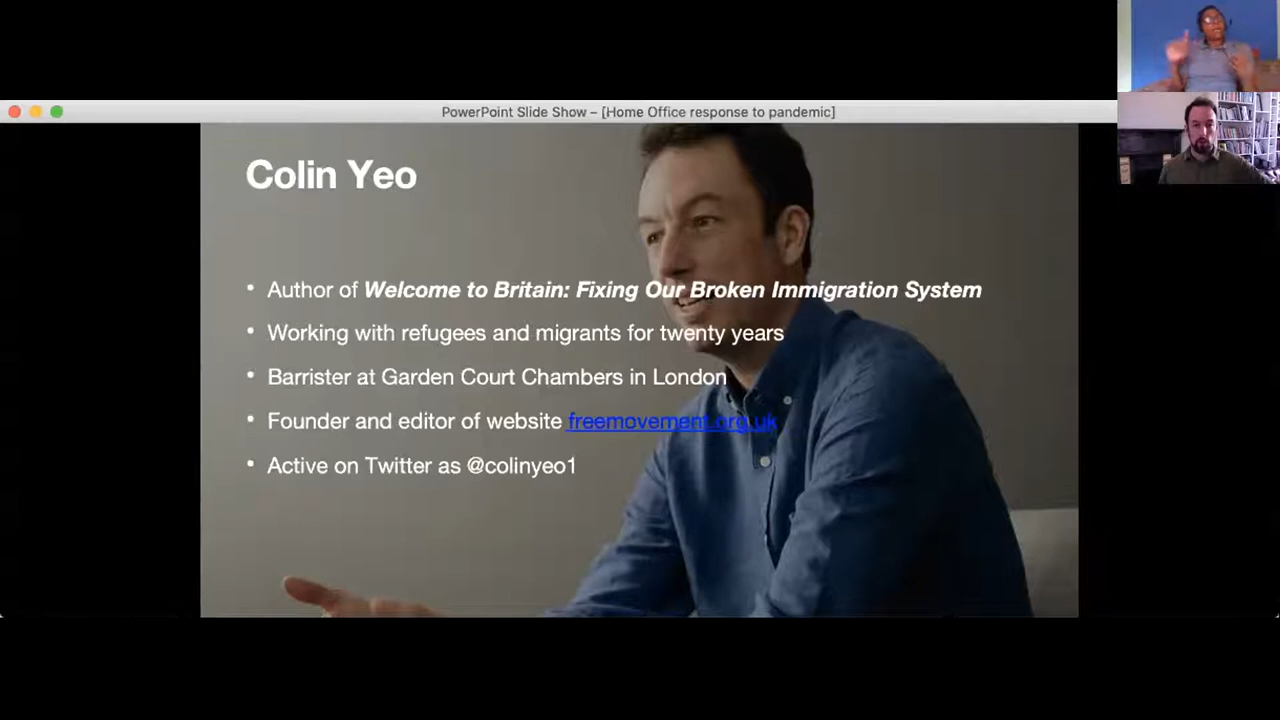 PowerPoint Slide Show – [Home Office response to pandemic]
Colin Yeo
• Author of Welcome to Britain: Fixing Our Broken Immigration System
• Working with refugees and migrants for twenty years
• Barrister at Garden Court Chambers in London
• Founder and editor of website freemovement.org.uk
• Active on Twitter as @colinyeo1